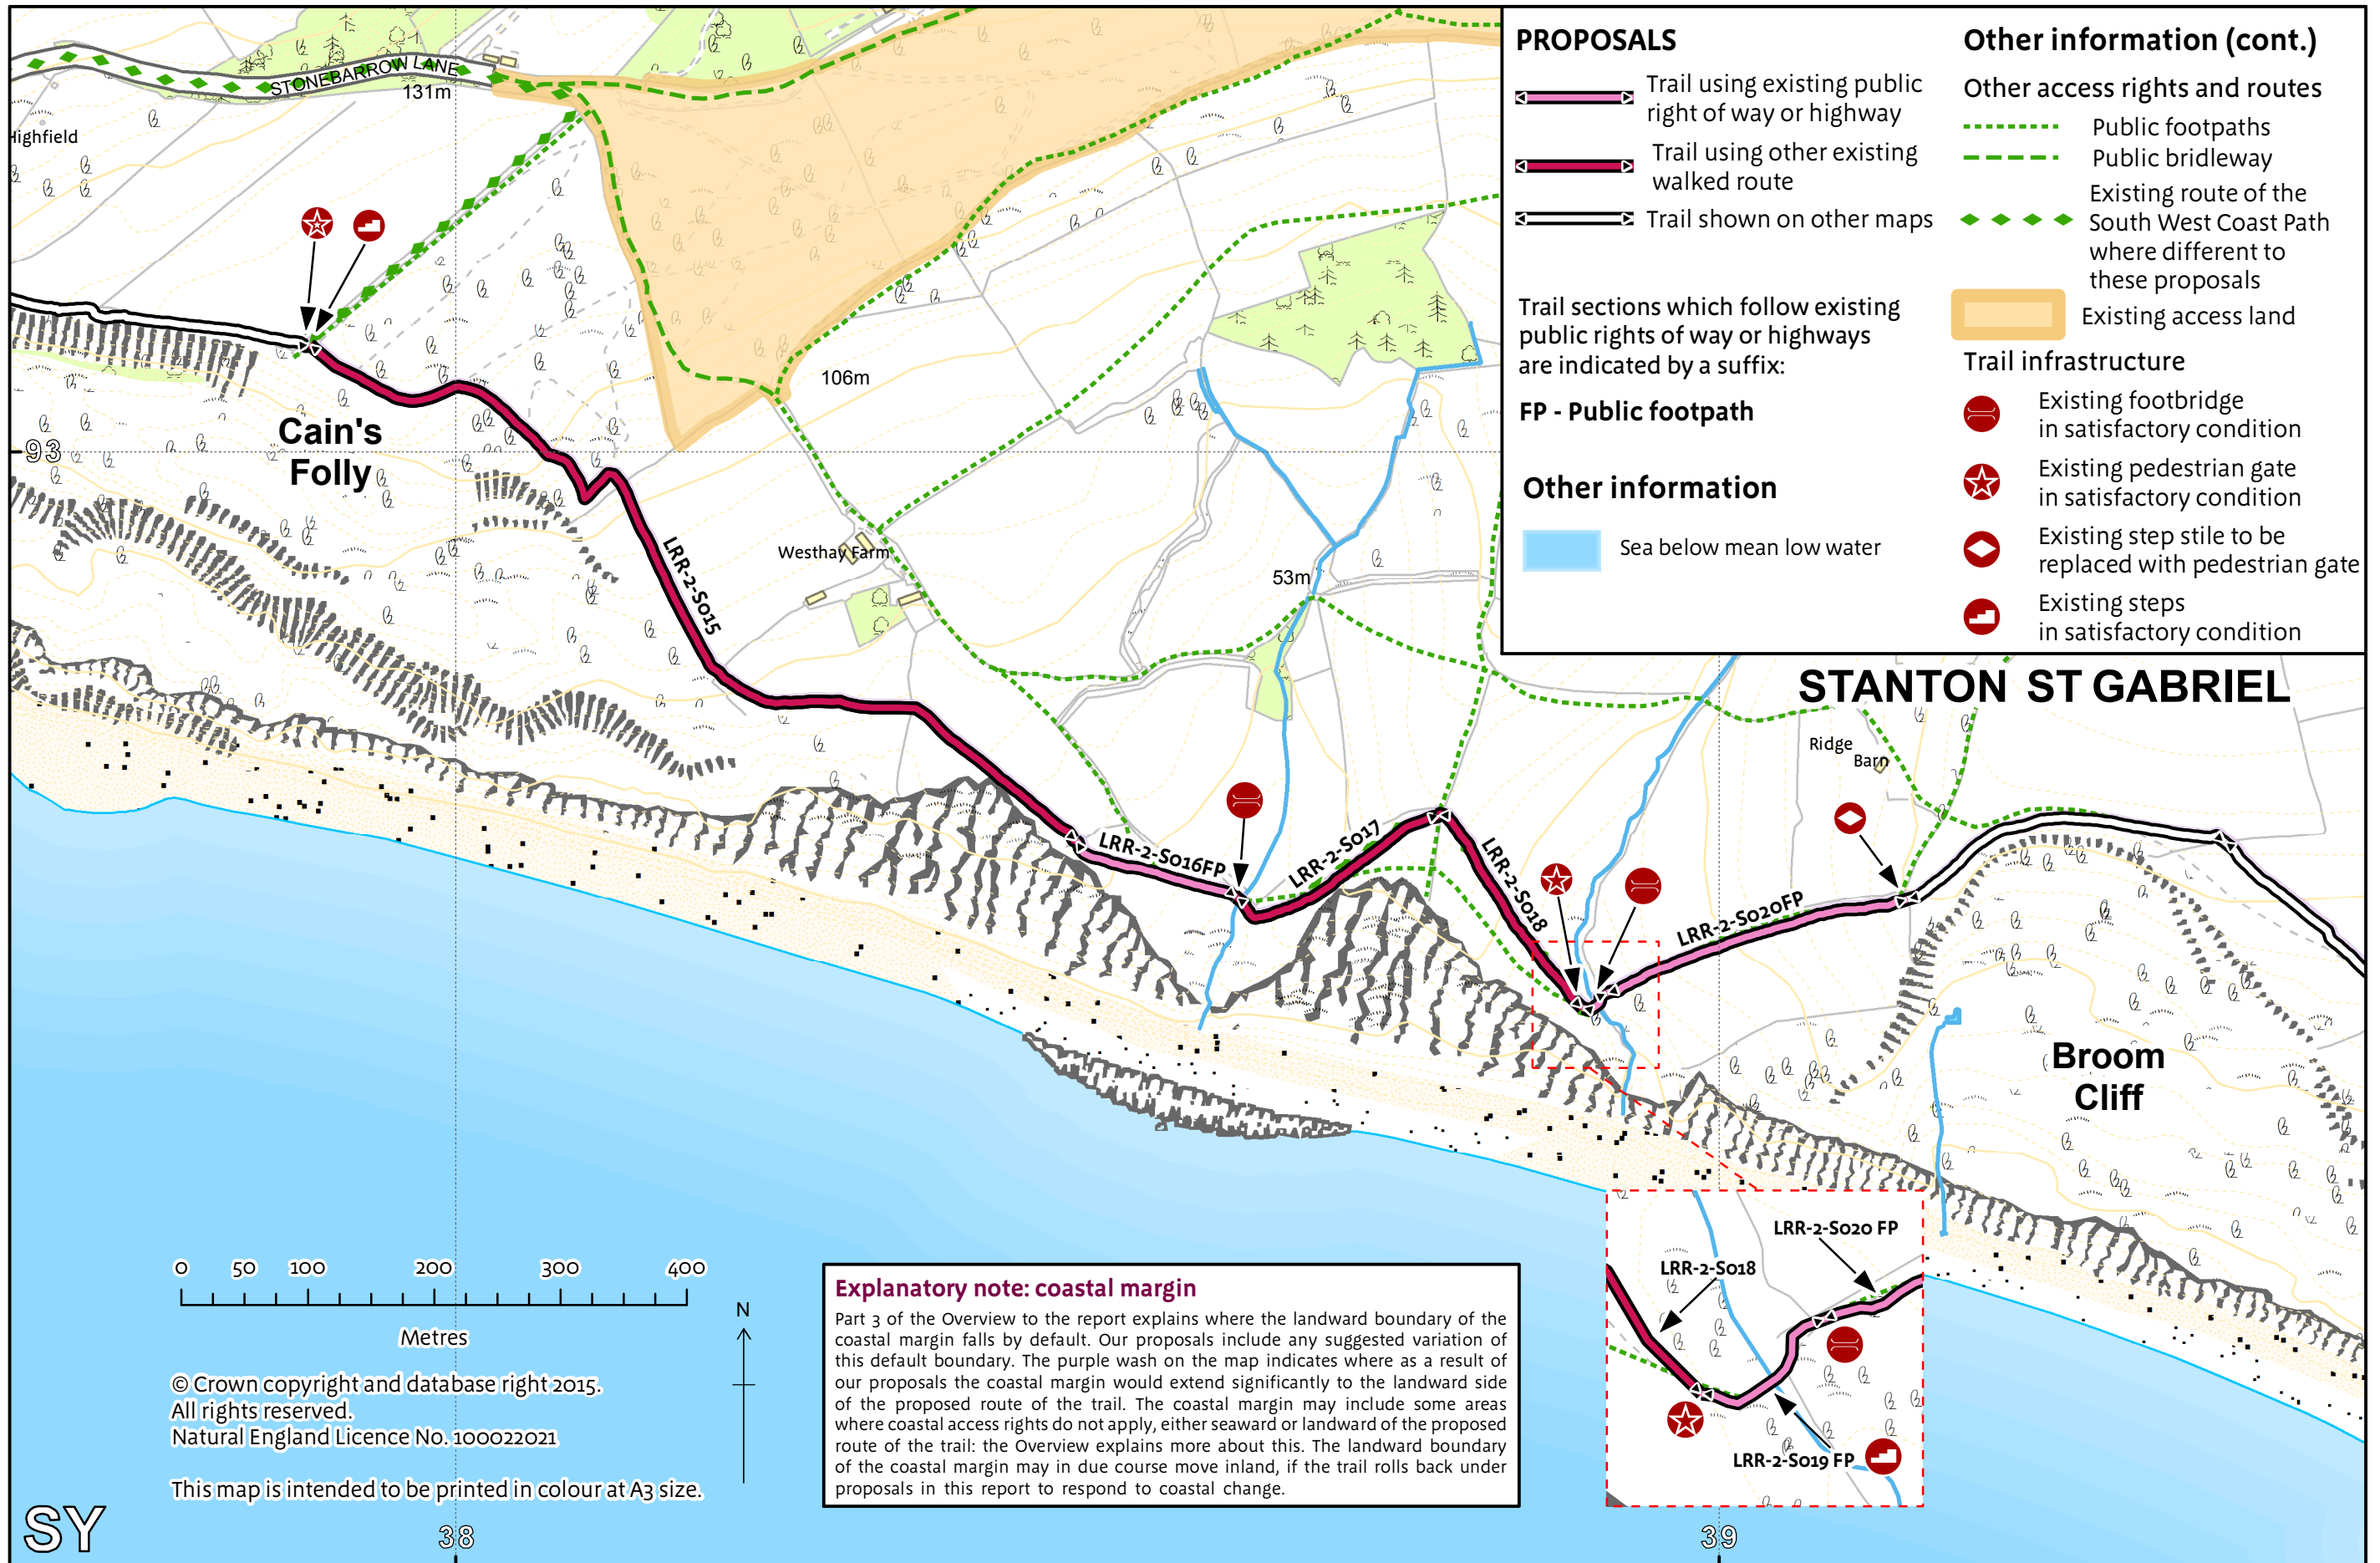 STONEBARROW LANE
131m
Highfield
Cain's
Folly
93
106m
Westhay Farm
53m
LRR-2-S015
LRR-2-S016FP
LRR-2-S017
LRR-2-S018
LRR-2-S020FP
STANTON ST GABRIEL
Ridge
Barn
Broom
Cliff
PROPOSALS
Trail using existing public
right of way or highway
Trail using other existing
walked route
Trail shown on other maps
Trail sections which follow existing
public rights of way or highways
are indicated by a suffix:
FP - Public footpath
Other information
Sea below mean low water
Other information (cont.)
Other access rights and routes
Public footpaths
Public bridleway
Existing route of the
South West Coast Path
where different to
these proposals
Existing access land
Trail infrastructure
Existing footbridge
in satisfactory condition
Existing pedestrian gate
in satisfactory condition
Existing step stile to be
replaced with pedestrian gate
Existing steps
in satisfactory condition
LRR-2-S020 FP
LRR-2-S018
LRR-2-S019 FP
0 50 100 200 300 400
Metres
N
© Crown copyright and database right 2015.
All rights reserved.
Natural England Licence No. 100022021
This map is intended to be printed in colour at A3 size.
Explanatory note: coastal margin
Part 3 of the Overview to the report explains where the landward boundary of the
coastal margin falls by default. Our proposals include any suggested variation of
this default boundary. The purple wash on the map indicates where as a result of
our proposals the coastal margin would extend significantly to the landward side
of the proposed route of the trail. The coastal margin may include some areas
where coastal access rights do not apply, either seaward or landward of the proposed
route of the trail: the Overview explains more about this. The landward boundary
of the coastal margin may in due course move inland, if the trail rolls back under
proposals in this report to respond to coastal change.
SY
38
39